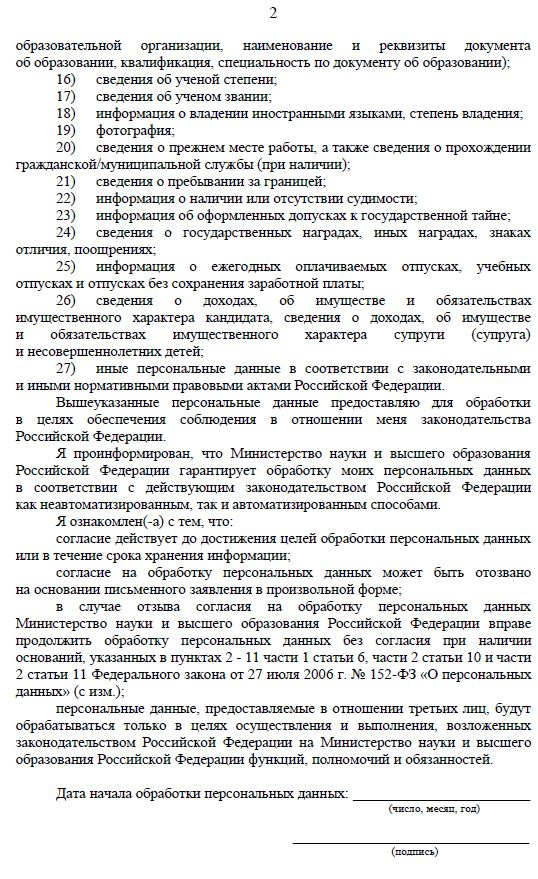 2
образовательной организации, наименование и реквизиты документа
об образовании, квалификация, специальность по документу об образовании);
16) сведения об ученой степени;
17) сведения об ученом звании;
18) информация о владении иностранными языками, степень владения;
19) фотография;
20) сведения о прежнем месте работы, а также сведения о прохождении
гражданской/муниципальной службы (при наличии);
21) сведения о пребывании за границей;
22) информация о наличии или отсутствии судимости;
23) информация об оформленных допусках к государственной тайне;
24) сведения о государственных наградах, иных наградах, знаках
отличия, поощрениях;
25) информация о ежегодных оплачиваемых отпусках, учебных
отпусках и отпусках без сохранения заработной платы;
26) сведения о доходах, об имуществе и обязательствах
имущественного характера кандидата, сведения о доходах, об имуществе
и обязательствах имущественного характера супруги (супруга)
и несовершеннолетних детей;
27) иные персональные данные в соответствии с законодательными
и иными нормативными правовыми актами Российской Федерации.
Вышеуказанные персональные данные предоставляю для обработки
в целях обеспечения соблюдения в отношении меня законодательства
Российской Федерации.
Я проинформирован, что Министерство науки и высшего образования
Российской Федерации гарантирует обработку моих персональных данных
в соответствии с действующим законодательством Российской Федерации
как неавтоматизированным, так и автоматизированным способами.
Я ознакомлен(-а) с тем, что:
согласие действует до достижения целей обработки персональных данных
или в течение срока хранения информации;
согласие на обработку персональных данных может быть отозвано
на основании письменного заявления в произвольной форме;
в случае отзыва согласия на обработку персональных данных
Министерство науки и высшего образования Российской Федерации вправе
продолжить обработку персональных данных без согласия при наличии
оснований, указанных в пунктах 2 - 11 части 1 статьи 6, части 2 статьи 10 и части
2 статьи 11 Федерального закона от 27 июля 2006 г. № 152-ФЗ «О персональных
данных» (с изм.);
персональные данные, предоставляемые в отношении третьих лиц, будут
обрабатываться только в целях осуществления и выполнения, возложенных
законодательством Российской Федерации на Министерство науки и высшего
образования Российской Федерации функций, полномочий и обязанностей.
Дата начала обработки персональных данных:
(число, месяц, год)
(подпись)